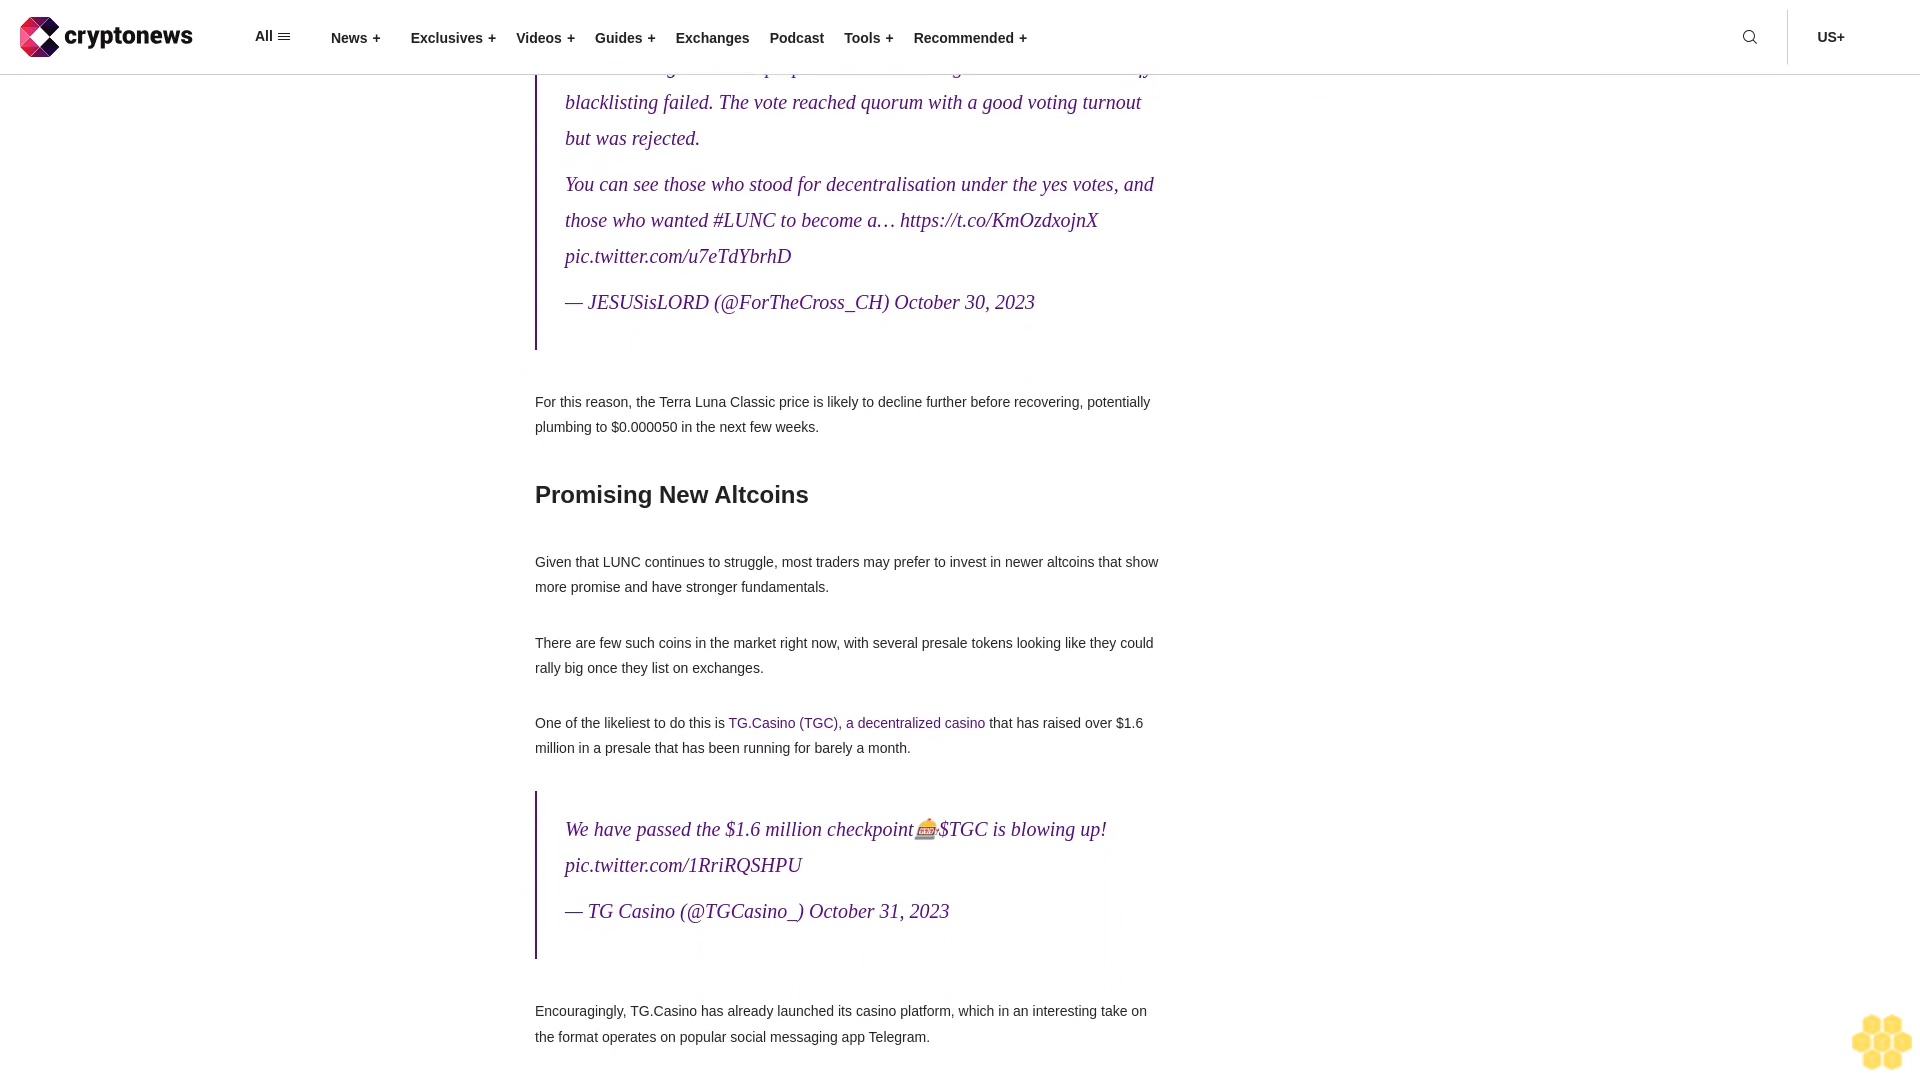 cryptonews
All
News +
Exclusives +
Videos +
Guides +
Exchanges
Podcast
Tools +
Recommended +
US+
blacklisting failed. The vote reached quorum with a good voting turnout
but was rejected.
You can see those who stood for decentralisation under the yes votes, and
those who wanted #LUNC to become a… https://t.co/KmOzdxojnX
pic.twitter.com/u7eTdYbrhD
— JESUSisLORD (@ForTheCross_CH) October 30, 2023
For this reason, the Terra Luna Classic price is likely to decline further before recovering, potentially
plumbing to $0.000050 in the next few weeks.
Promising New Altcoins
Given that LUNC continues to struggle, most traders may prefer to invest in newer altcoins that show
more promise and have stronger fundamentals.
There are few such coins in the market right now, with several presale tokens looking like they could
rally big once they list on exchanges.
One of the likeliest to do this is TG.Casino (TGC), a decentralized casino that has raised over $1.6
million in a presale that has been running for barely a month.
We have passed the $1.6 million checkpoint🎰$TGC is blowing up!
pic.twitter.com/1RriRQSHPU
— TG Casino (@TGCasino_) October 31, 2023
Encouragingly, TG.Casino has already launched its casino platform, which in an interesting take on
the format operates on popular social messaging app Telegram.